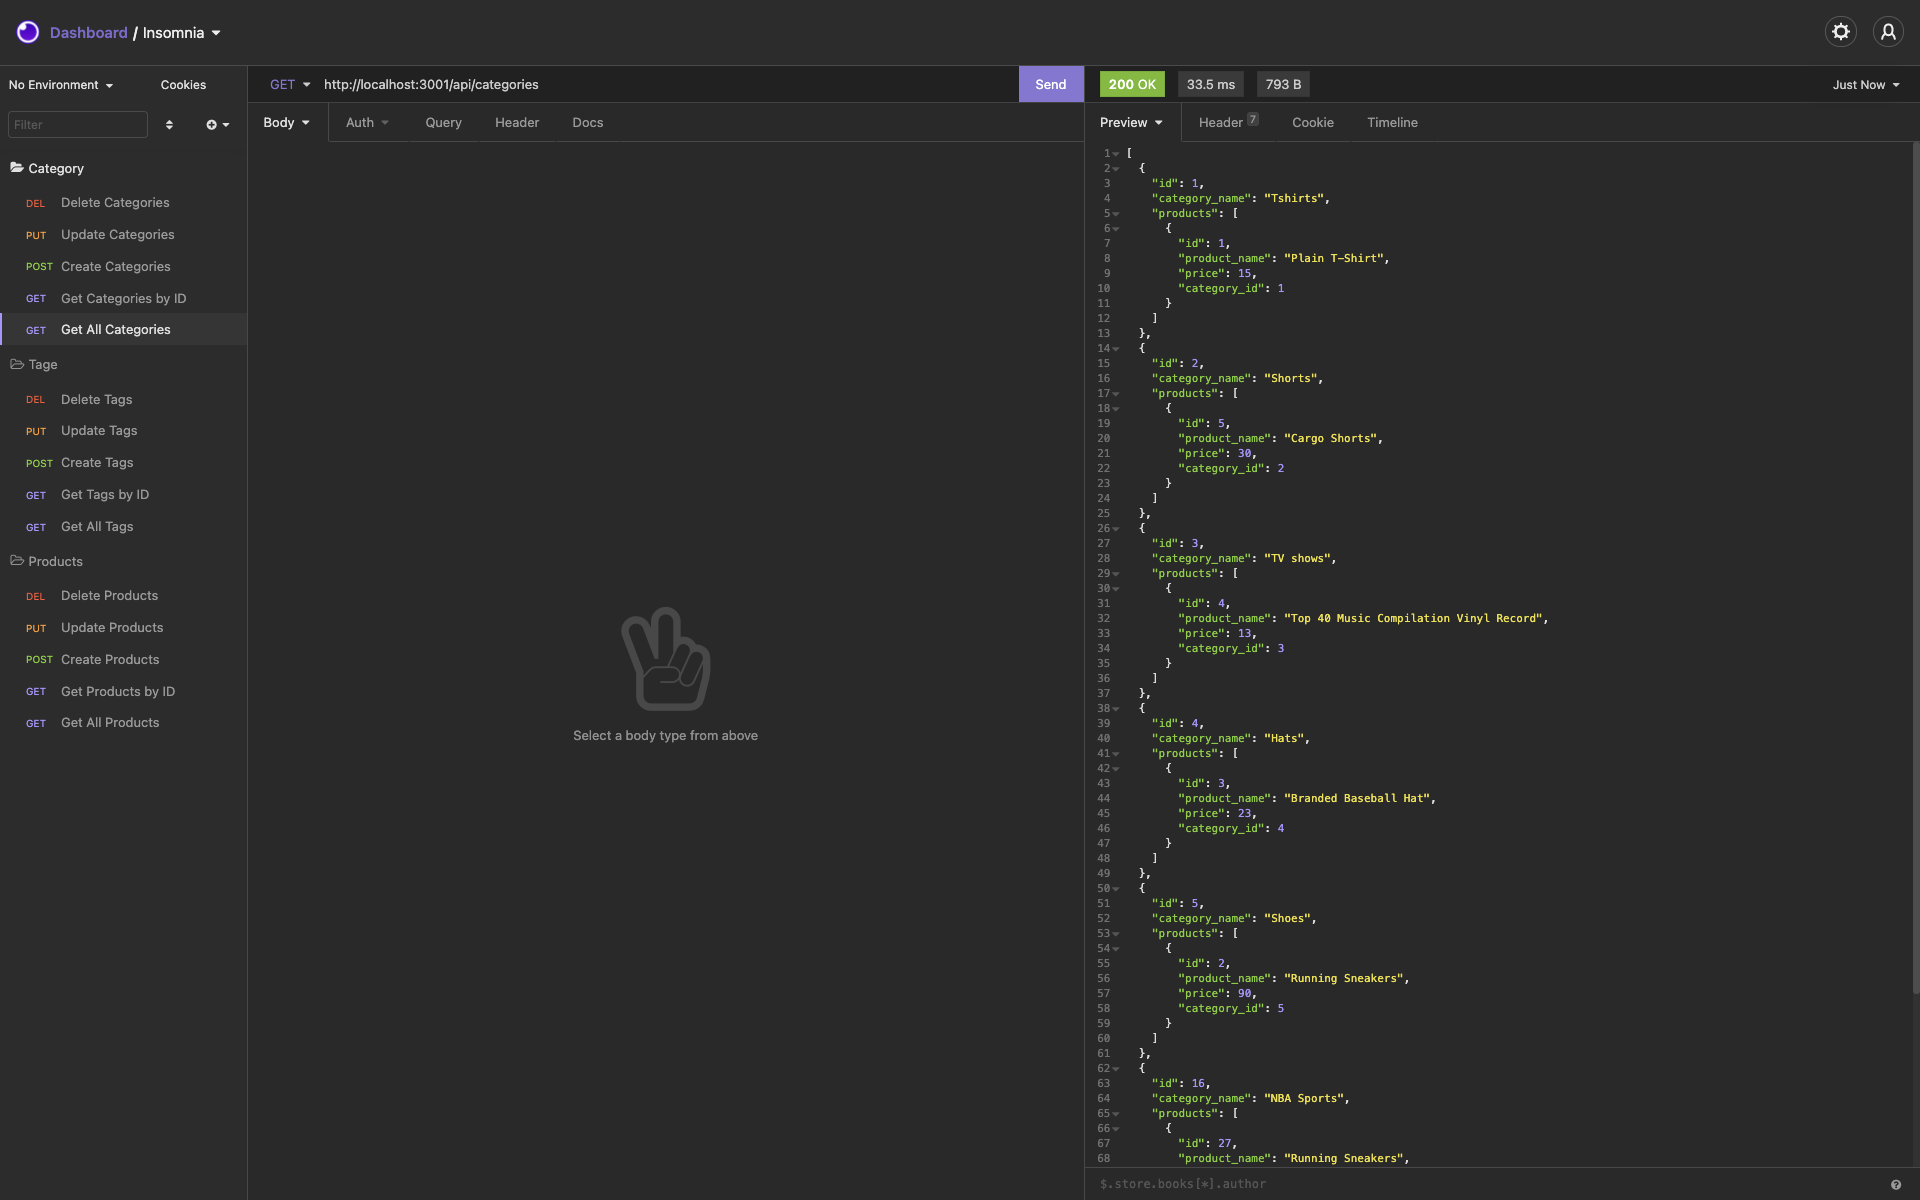 Dashboard / Insomnia
No Environment
Cookies
Filter
Category
DEL Delete Categories
PUT Update Categories
POST Create Categories
GET Get Categories by ID
GET Get All Categories
Tage
DEL Delete Tags
PUT Update Tags
POST Create Tags
GET Get Tags by ID
GET Get All Tags
Products
DEL Delete Products
PUT Update Products
POST Create Products
GET Get Products by ID
GET Get All Products
GET http://localhost:3001/api/categories Send
Body Auth Query Header Docs
Select a body type from above
200 OK 33.5 ms 793 B Just Now
Preview Header 7 Cookie Timeline
1 [
2 {
3 "id": 1,
4 "category_name": "Tshirts",
5 "products": [
6 {
7 "id": 1,
8 "product_name": "Plain T-Shirt",
9 "price": 15,
10 "category_id": 1
11 }
12 ]
13 },
14 {
15 "id": 2,
16 "category_name": "Shorts",
17 "products": [
18 {
19 "id": 5,
20 "product_name": "Cargo Shorts",
21 "price": 30,
22 "category_id": 2
23 }
24 ]
25 },
26 {
27 "id": 3,
28 "category_name": "TV shows",
29 "products": [
30 {
31 "id": 4,
32 "product_name": "Top 40 Music Compilation Vinyl Record",
33 "price": 13,
34 "category_id": 3
35 }
36 ]
37 },
38 {
39 "id": 4,
40 "category_name": "Hats",
41 "products": [
42 {
43 "id": 3,
44 "product_name": "Branded Baseball Hat",
45 "price": 23,
46 "category_id": 4
47 }
48 ]
49 },
50 {
51 "id": 5,
52 "category_name": "Shoes",
53 "products": [
54 {
55 "id": 2,
56 "product_name": "Running Sneakers",
57 "price": 90,
58 "category_id": 5
59 }
60 ]
61 },
62 {
63 "id": 16,
64 "category_name": "NBA Sports",
65 "products": [
66 {
67 "id": 27,
68 "product_name": "Running Sneakers",
$.store.books[*].author